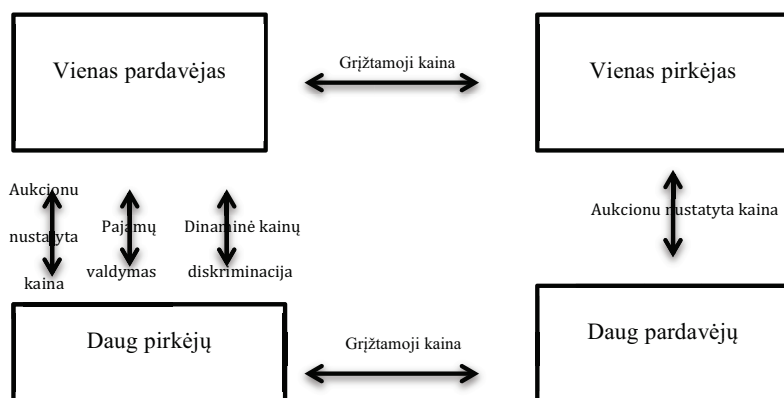 Vienas pardavėjas
Grįžtamoji kaina
Vienas pirkėjas
Aukcionu
nustatyta
kaina
Pajamų
valdymas
Dinaminė kainų
diskriminacija
Aukcionu nustatyta kaina
Daug pirkėjų
Grįžtamoji kaina
Daug pardavėjų